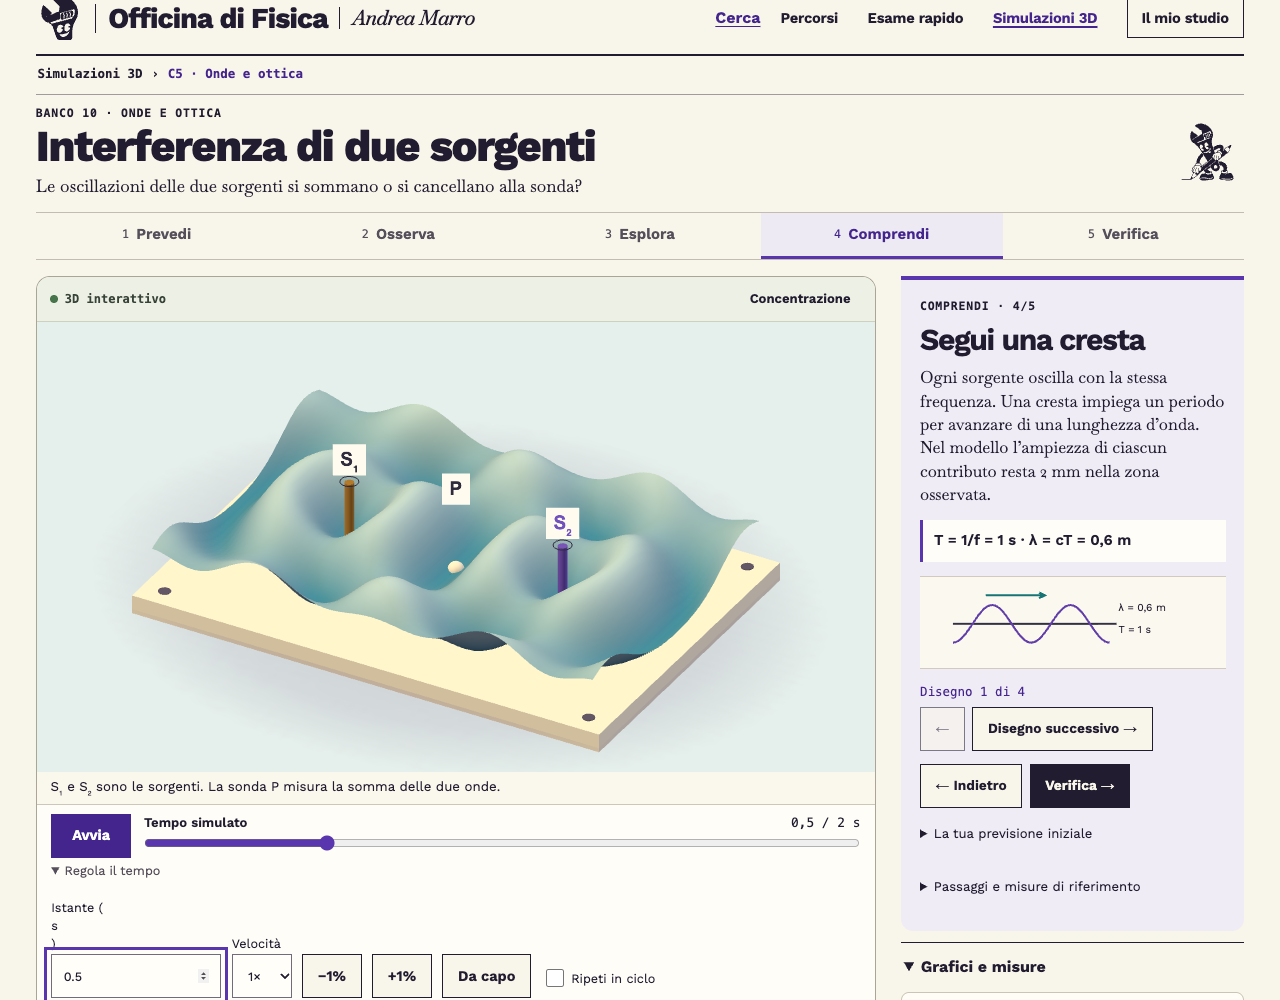 Officina di Fisica
Andrea Marro
Cerca
Percorsi
Esame rapido
Simulazioni 3D
Il mio studio
Simulazioni 3D › C5 · Onde e ottica
BANCO 10 · ONDE E OTTICA
Interferenza di due sorgenti
Le oscillazioni delle due sorgenti si sommano o si cancellano alla sonda?
1 Prevedi
2 Osserva
3 Esplora
4 Comprendi
5 Verifica
3D interattivo
Concentrazione
S₁
P
S₂
S₁ e S₂ sono le sorgenti. La sonda P misura la somma delle due onde.
Avvia
Tempo simulato
0,5 / 2 s
▼ Regola il tempo
Istante (
s
)
0.5
Velocità
1×
−1%
+1%
Da capo
Ripeti in ciclo
COMPRENDI · 4/5
Segui una cresta
Ogni sorgente oscilla con la stessa
frequenza. Una cresta impiega un periodo
per avanzare di una lunghezza d’onda.
Nel modello l’ampiezza di ciascun
contributo resta 2 mm nella zona
osservata.
T = 1/f = 1 s · λ = cT = 0,6 m
λ = 0,6 m
T = 1 s
Disegno 1 di 4
←
Disegno successivo →
← Indietro
Verifica →
▶ La tua previsione iniziale
▶ Passaggi e misure di riferimento
▼ Grafici e misure